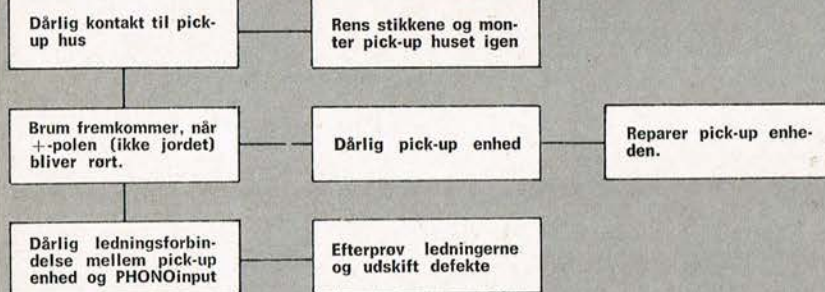 Dårlig kontakt til pick-
up hus
Rens stikkene og mon-
ter pick-up huset igen
Brum fremkommer, når
+-polen (ikke jordet)
bliver rørt.
Dårlig pick-up enhed
Reparer pick-up enhe-
den.
Dårlig ledningsforbin-
delse mellem pick-up
enhed og PHONOinput
Efterprøv ledningerne
og udskift defekte